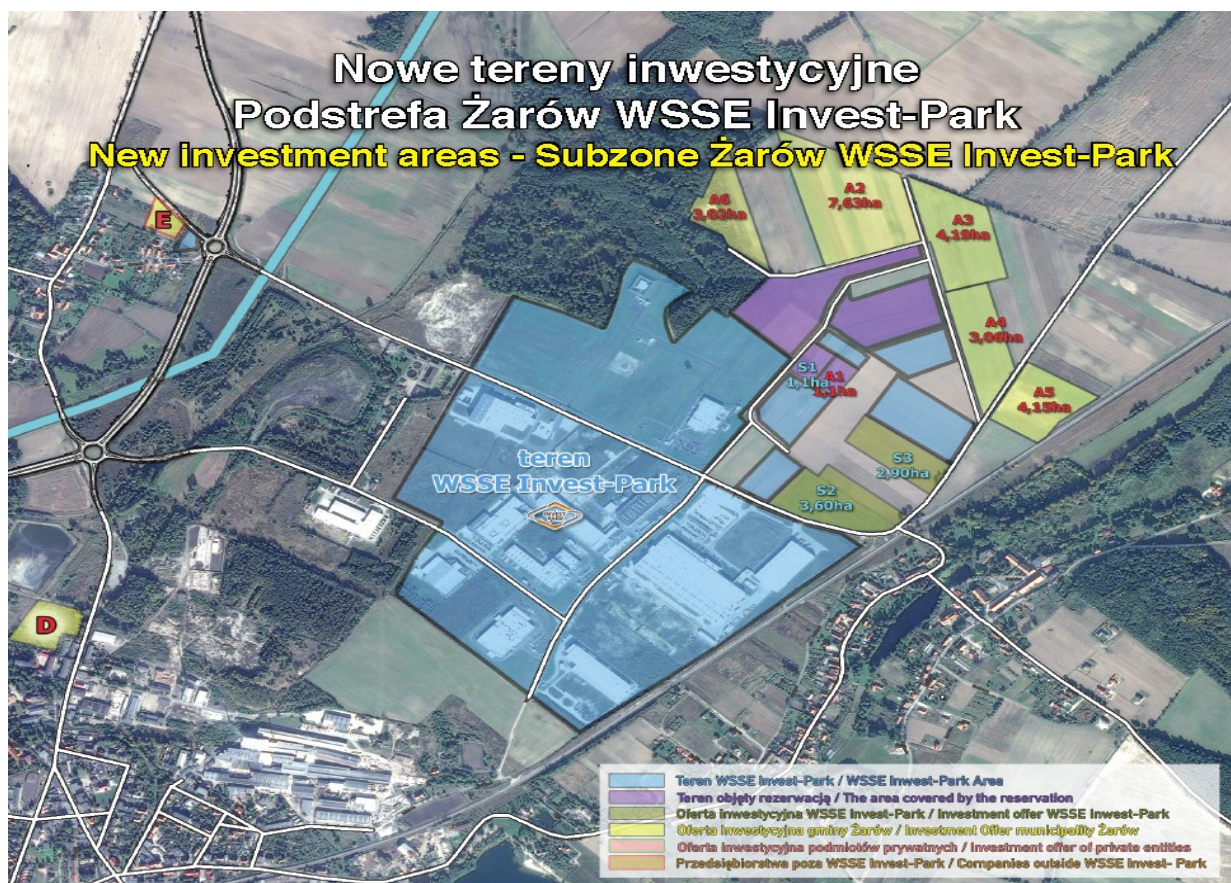 Nowe tereny inwestycyjne
Podstrefa Żarów WSSE Invest-Park
New investment areas - Subzone Żarów WSSE Invest-Park
E
A6
3,02ha
A2
7,63ha
A3
4,19ha
A4
3,06ha
S1
1,1ha
A1
1,1ha
A5
4,15ha
teren
WSSE Invest-Park
S3
2,90ha
S2
3,60ha
D
Teren WSSE Invest-Park / WSSE Inwest-Park Area
Teren objęty rezerwacją / The area covered by the reservation
Oferta inwestycyjna WSSE Invest-Park / Investment offer WSSE Inwest-Park
Oferta inwestycyjna gminy Żarów / Investment Offer municipality Żarów
Oferta inwestycyjna podmiotów prywatnych / Investment offer of private entities
Przedsiębiorstwa poza WSSE Invest-Park / Companies outside WSSE Inwest- Park